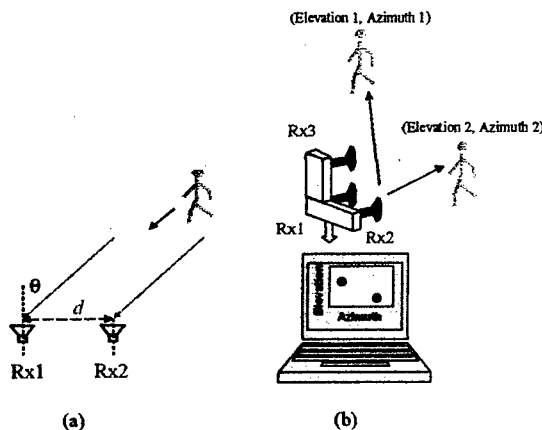 (Elevation 1, Azimuth 1)
Rx3
(Elevation 2, Azimuth 2)
Rx1
Rx2
θ
d
Rx1
Rx2
Elevation
Azimuth
(a)
(b)